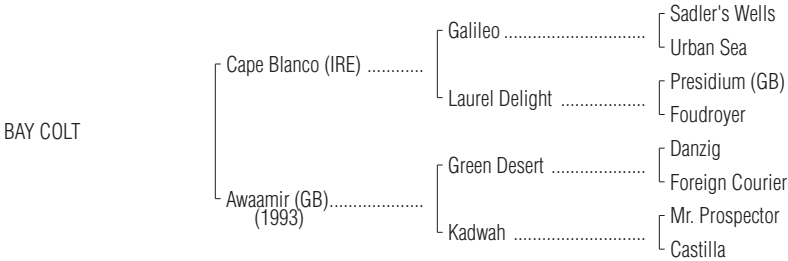 Sadler's Wells
Galileo ..............................
Urban Sea
Cape Blanco (IRE) ............
Presidium (GB)
Laurel Delight ..................
Foudroyer
BAY COLT
Danzig
Green Desert ....................
Foreign Courier
Awaamir (GB)....................
(1993)
Mr. Prospector
Kadwah ............................
Castilla